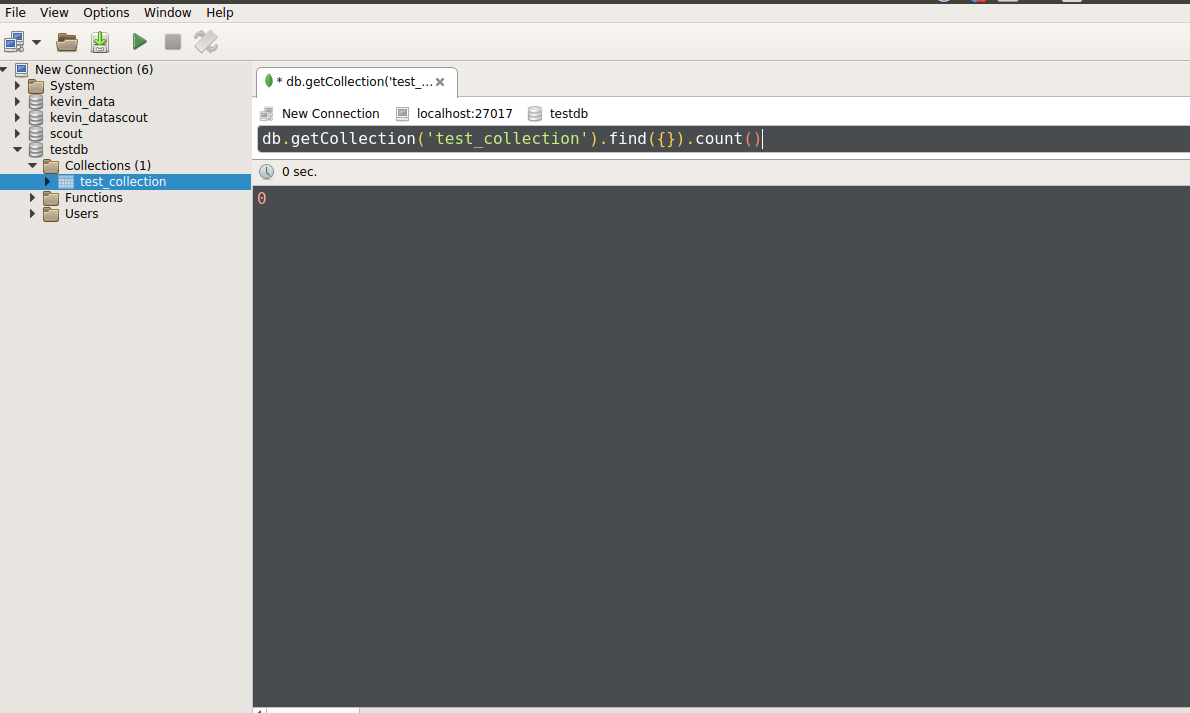 File View Options Window Help
New Connection (6)
System
kevin_data
kevin_datascout
scout
testdb
Collections (1)
test_collection
Functions
Users
* db.getCollection('test_...
New Connection localhost:27017 testdb
db.getCollection('test_collection').find({}).count()
0 sec.
0